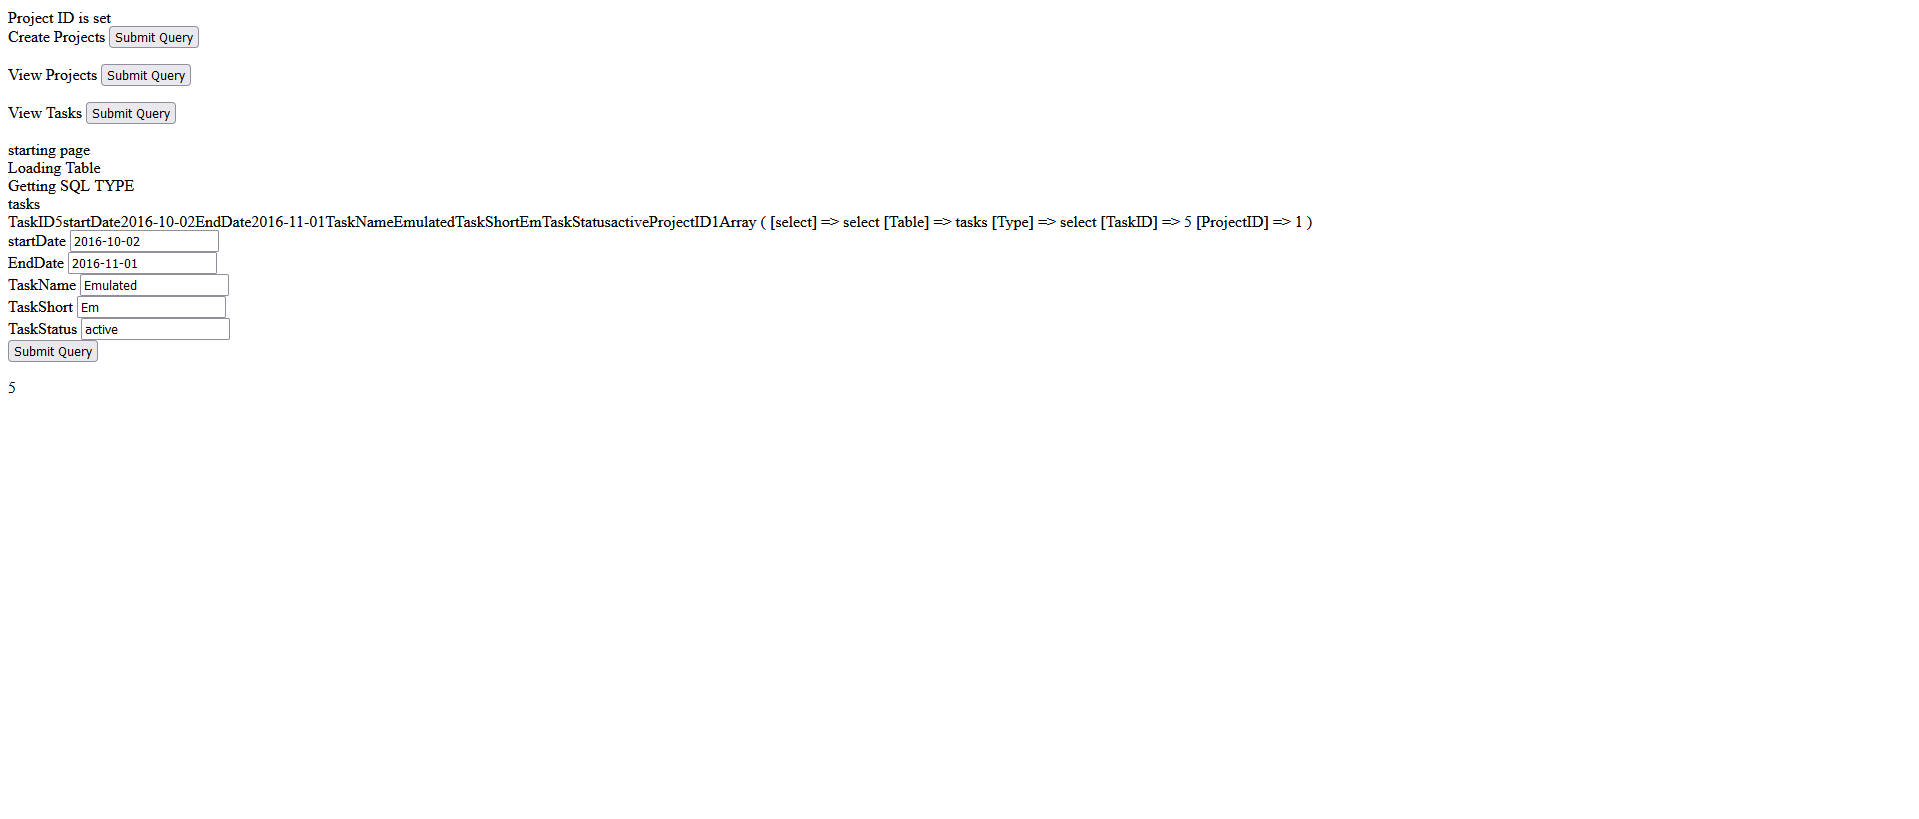 Project ID is set
Create Projects Submit Query
View Projects Submit Query
View Tasks Submit Query
starting page
Loading Table
Getting SQL TYPE
tasks
TaskID5startDate2016-10-02EndDate2016-11-01TaskNameEmulatedTaskShortEmTaskStatusactiveProjectID1Array ( [select] => select [Table] => tasks [Type] => select [TaskID] => 5 [ProjectID] => 1 )
startDate 2016-10-02
EndDate 2016-11-01
TaskName Emulated
TaskShort Em
TaskStatus active
Submit Query
5